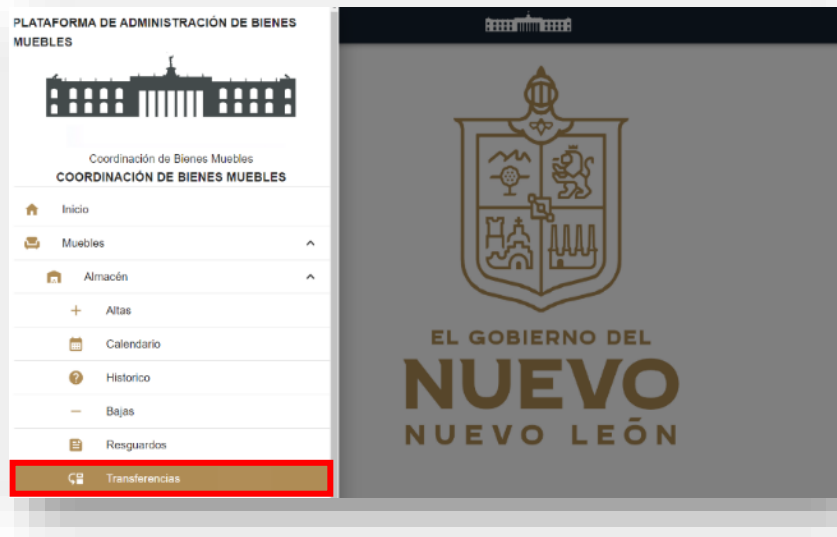 PLATAFORMA DE ADMINISTRACIÓN DE BIENES
MUEBLES
Coordinación de Bienes Muebles
COORDINACIÓN DE BIENES MUEBLES
Inicio
Muebles
Almacén
Altas
Calendario
Historico
Bajas
Resguardos
Transferencias
EL GOBIERNO DEL
NUEVO
NUEVO LEÓN